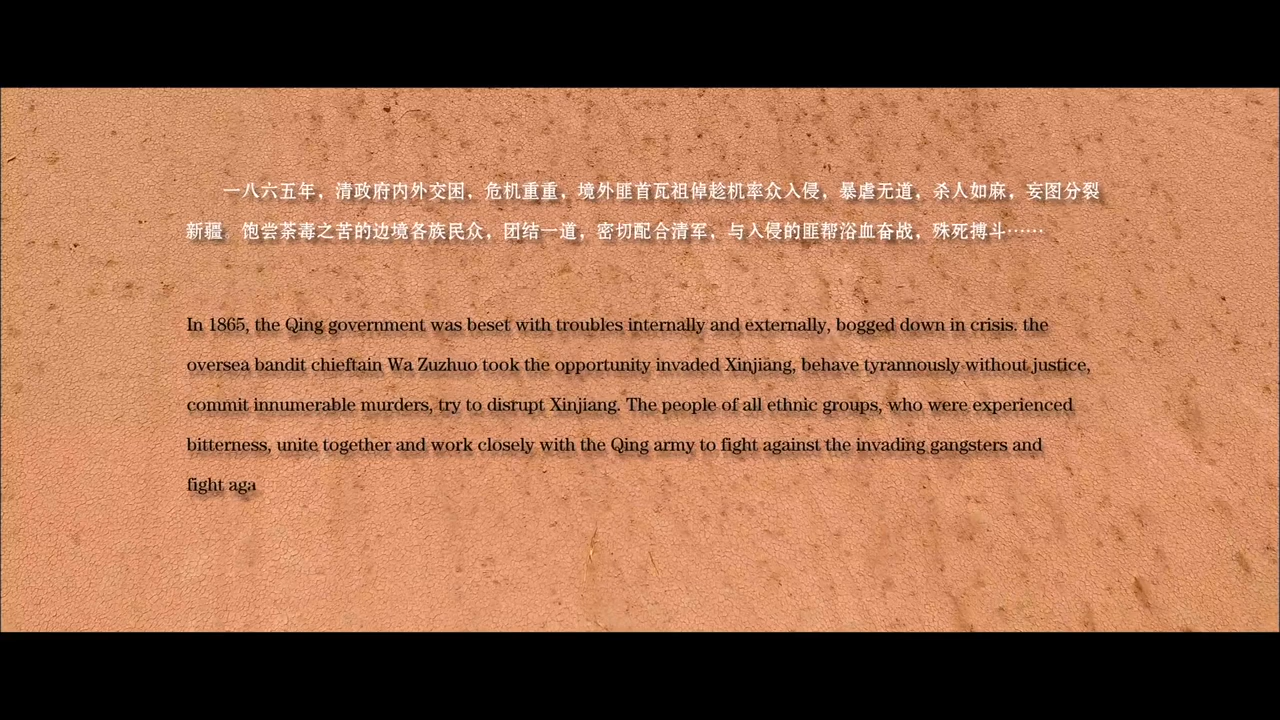 一八六五年，清政府内外交困，危机重重，境外匪首瓦祖倬趁机率众入侵，暴虐无道，杀人如麻，妄图分裂
新疆。饱尝荼毒之苦的边境各族民众，团结一道，密切配合清军，与入侵的匪帮浴血奋战，殊死搏斗……
In 1865, the Qing government was beset with troubles internally and externally, bogged down in crisis. the
oversea bandit chieftain Wa Zuzhuo took the opportunity invaded Xinjiang, behave tyrannously without justice,
commit innumerable murders, try to disrupt Xinjiang. The people of all ethnic groups, who were experienced
bitterness, unite together and work closely with the Qing army to fight against the invading gangsters and
fight aga